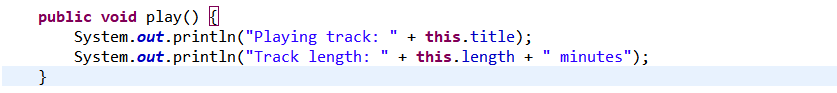 public void play() {
    System.out.println("Playing track: " + this.title);
    System.out.println("Track length: " + this.length + " minutes");
}